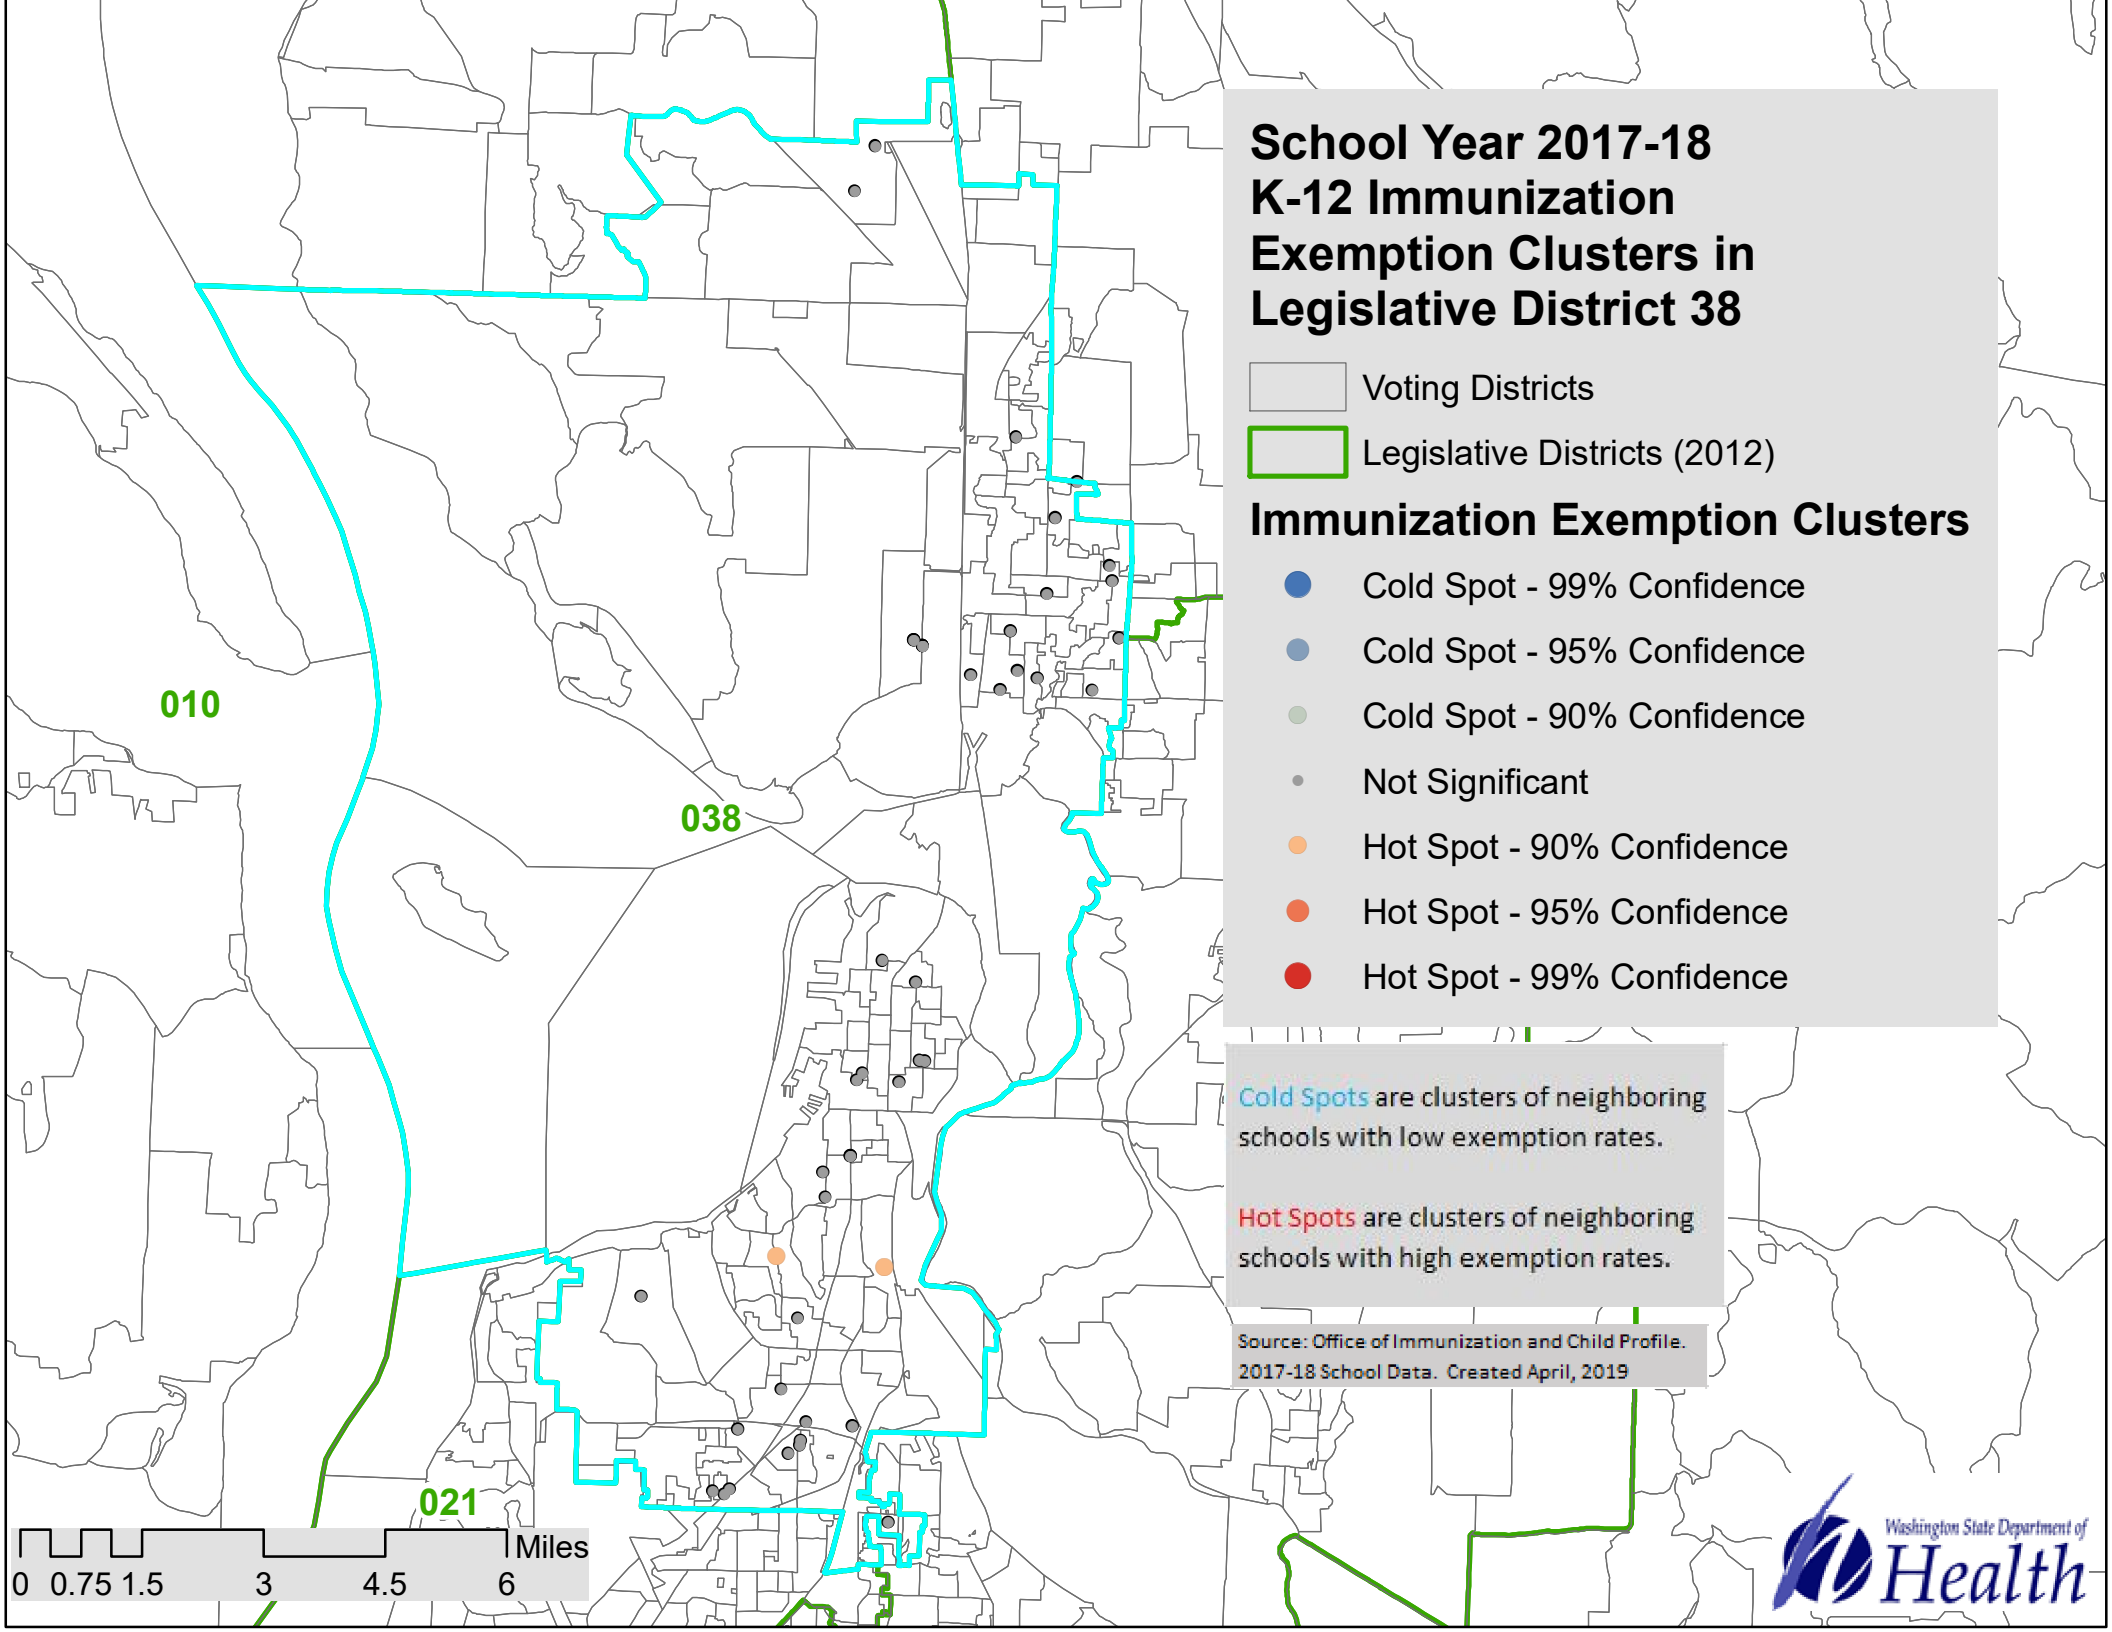 School Year 2017-18
K-12 Immunization
Exemption Clusters in
Legislative District 38
Voting Districts
Legislative Districts (2012)
Immunization Exemption Clusters
Cold Spot - 99% Confidence
Cold Spot - 95% Confidence
Cold Spot - 90% Confidence
Not Significant
Hot Spot - 90% Confidence
Hot Spot - 95% Confidence
Hot Spot - 99% Confidence
Cold Spots are clusters of neighboring
schools with low exemption rates.
Hot Spots are clusters of neighboring
schools with high exemption rates.
Source: Office of Immunization and Child Profile.
2017-18 School Data. Created April, 2019
010
038
021
Miles
0 0.75 1.5 3 4.5 6
Washington State Department of
Health